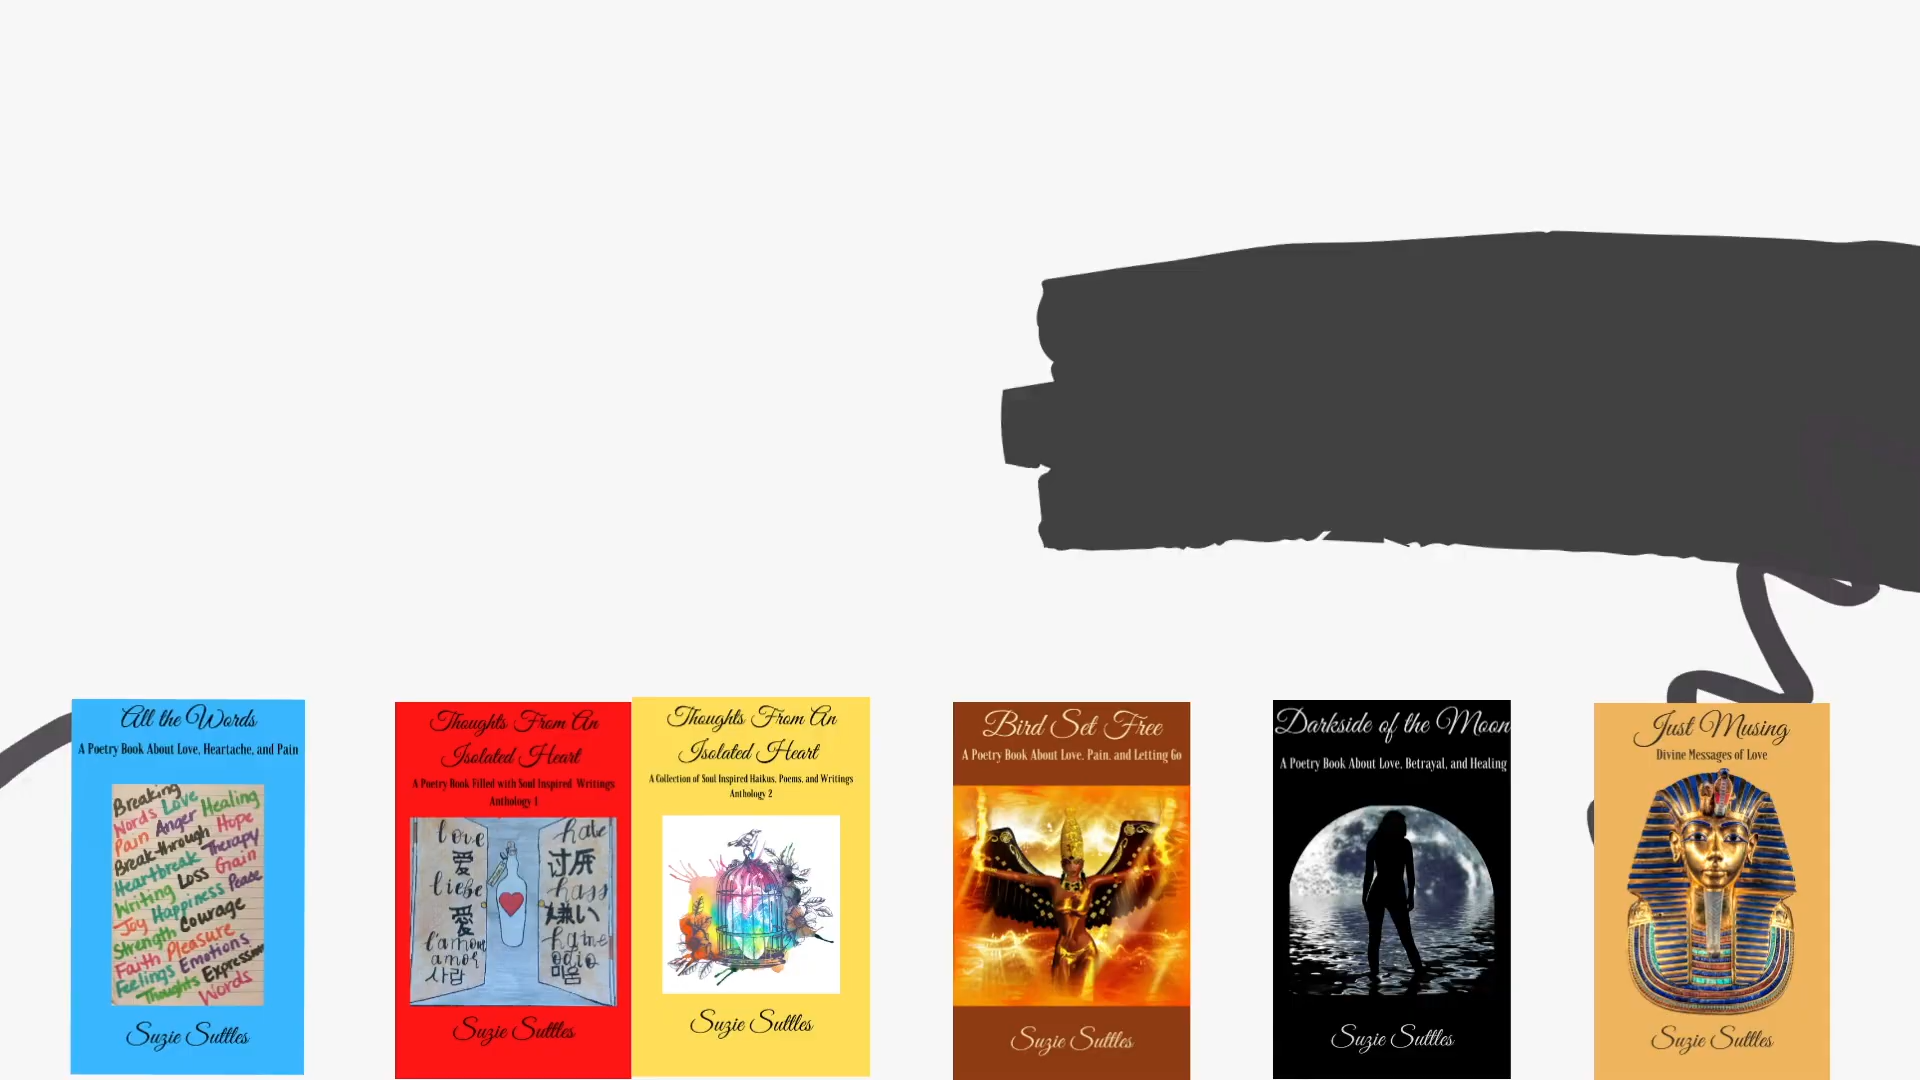 All the Words
A Poetry Book About Love, Heartache, and Pain
Breaking
Words Love Healing
Pain Anger Hope
Break-through Therapy
Heartbreak Gain
Writing Loss Peace
Joy Happiness
Strength Courage
Faith Pleasure
Feelings Emotions
Thoughts Expression
Words
Suzie Suttles
Thoughts From An
Isolated Heart
A Poetry Book Filled with Soul Inspired Writings
Anthology 1
love
爱
liebe
愛
l'amour
amor
사람
hate
hass
嫌い
haine
odio
미움
Suzie Suttles
Thoughts From An
Isolated Heart
A Collection of Soul Inspired Haikus, Poems, and Writings
Anthology 2
Suzie Suttles
Bird Set Free
A Poetry Book About Love, Pain, and Letting Go
Suzie Suttles
Darkside of the Moon
A Poetry Book About Love, Betrayal, and Healing
Suzie Suttles
Just Musing
Divine Messages of Love
Suzie Suttles